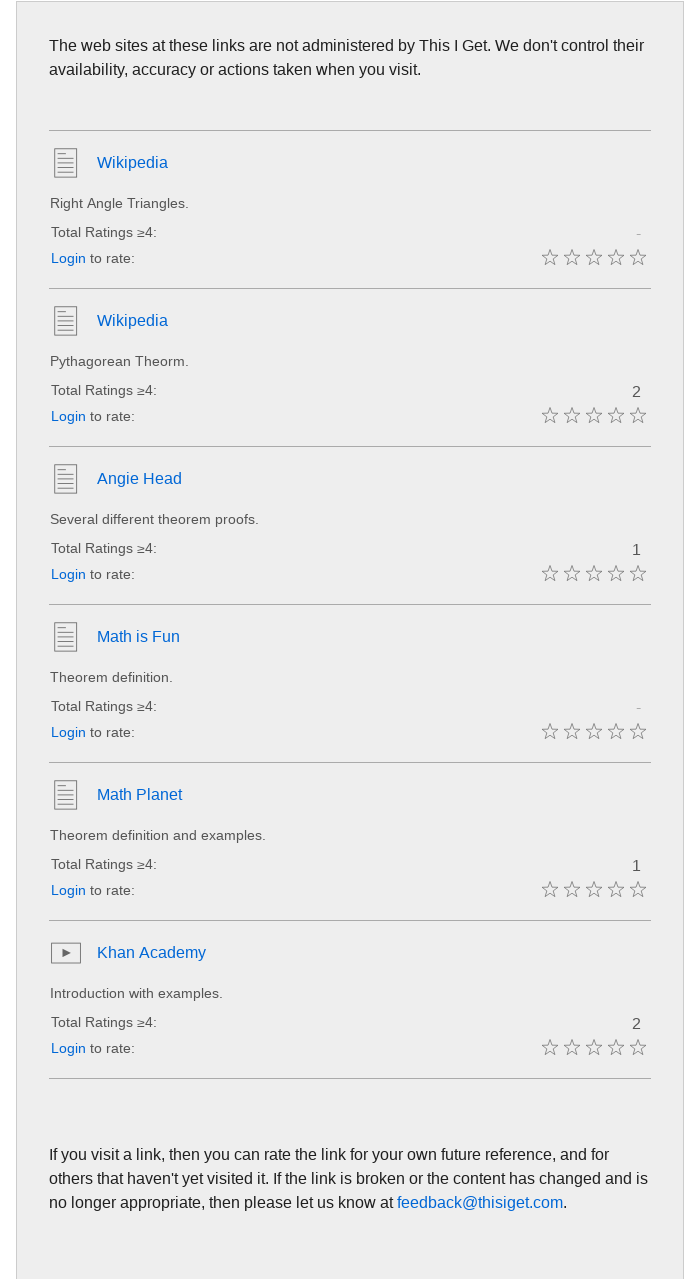 The web sites at these links are not administered by This I Get. We don't control their
availability, accuracy or actions taken when you visit.
Wikipedia
Right Angle Triangles.
Total Ratings ≥4:
-
Login to rate:
Wikipedia
Pythagorean Theorm.
Total Ratings ≥4:
2
Login to rate:
Angie Head
Several different theorem proofs.
Total Ratings ≥4:
1
Login to rate:
Math is Fun
Theorem definition.
Total Ratings ≥4:
-
Login to rate:
Math Planet
Theorem definition and examples.
Total Ratings ≥4:
1
Login to rate:
Khan Academy
Introduction with examples.
Total Ratings ≥4:
2
Login to rate:
If you visit a link, then you can rate the link for your own future reference, and for
others that haven't yet visited it. If the link is broken or the content has changed and is
no longer appropriate, then please let us know at feedback@thisiget.com.